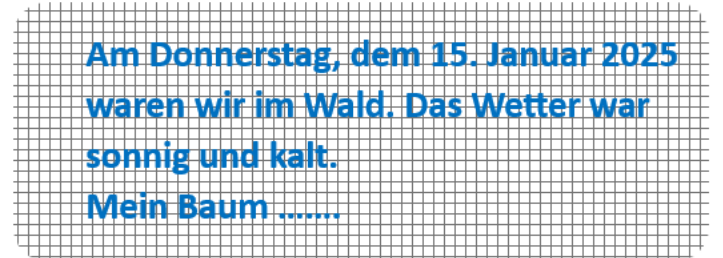 Am Donnerstag, dem 15. Januar 2025
waren wir im Wald. Das Wetter war
sonnig und kalt.
Mein Baum .......